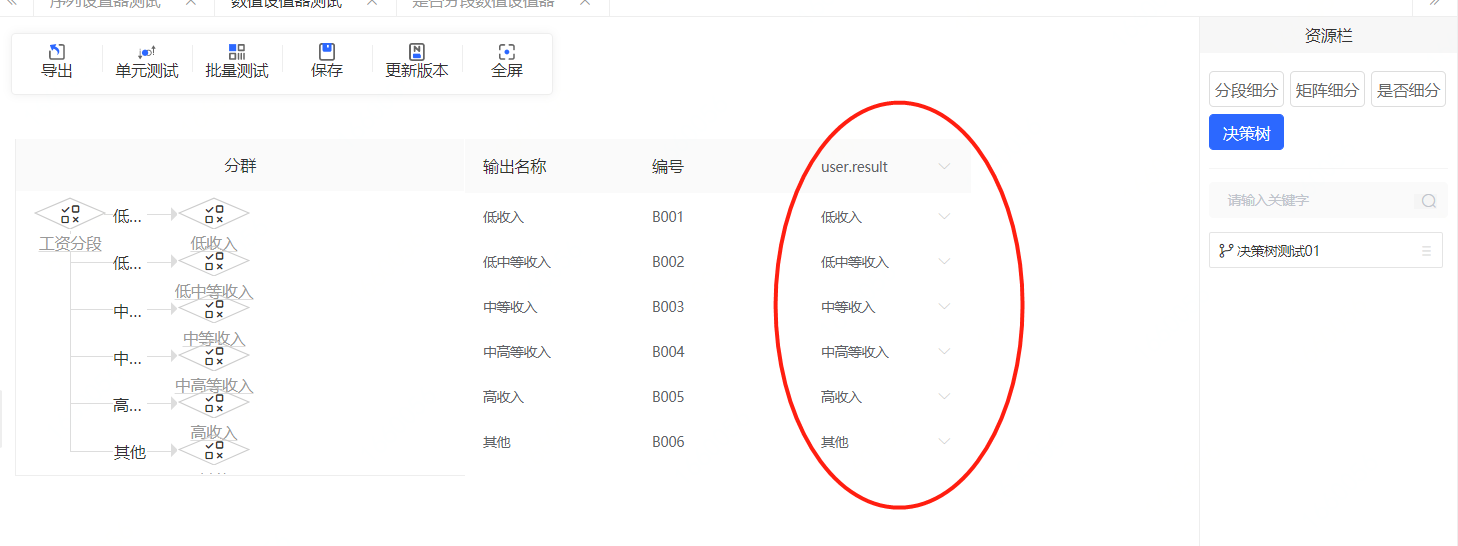 序列设置器测试
数值设值器测试
是否分段数值设值器
导出
单元测试
批量测试
保存
更新版本
全屏
资源栏
分段细分
矩阵细分
是否细分
决策树
请输入关键字
决策树测试01
分群
输出名称
编号
user.result
工资分段
低...
低收入
低...
低中等收入
中...
中等收入
中...
中高等收入
高...
高收入
其他
低收入
B001
低收入
低中等收入
B002
低中等收入
中等收入
B003
中等收入
中高等收入
B004
中高等收入
高收入
B005
高收入
其他
B006
其他